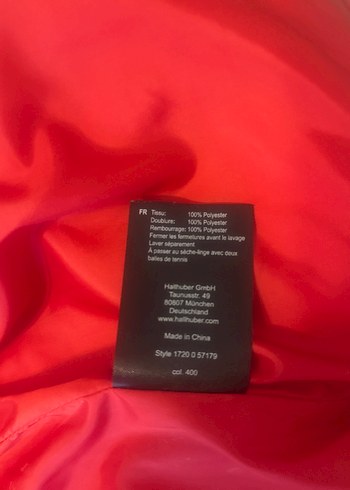 FR Tissu: 100% Polyester
Doublure: 100% Polyester
Rembourrage: 100% Polyester
Fermer les fermetures avant le lavage
Laver séparément
À passer au sèche-linge avec deux
balles de tennis
Hallhuber GmbH
Taunusstr. 49
80807 München
Deutschland
www.hallhuber.com
Made in China
Style 1720 0 57179
col. 400